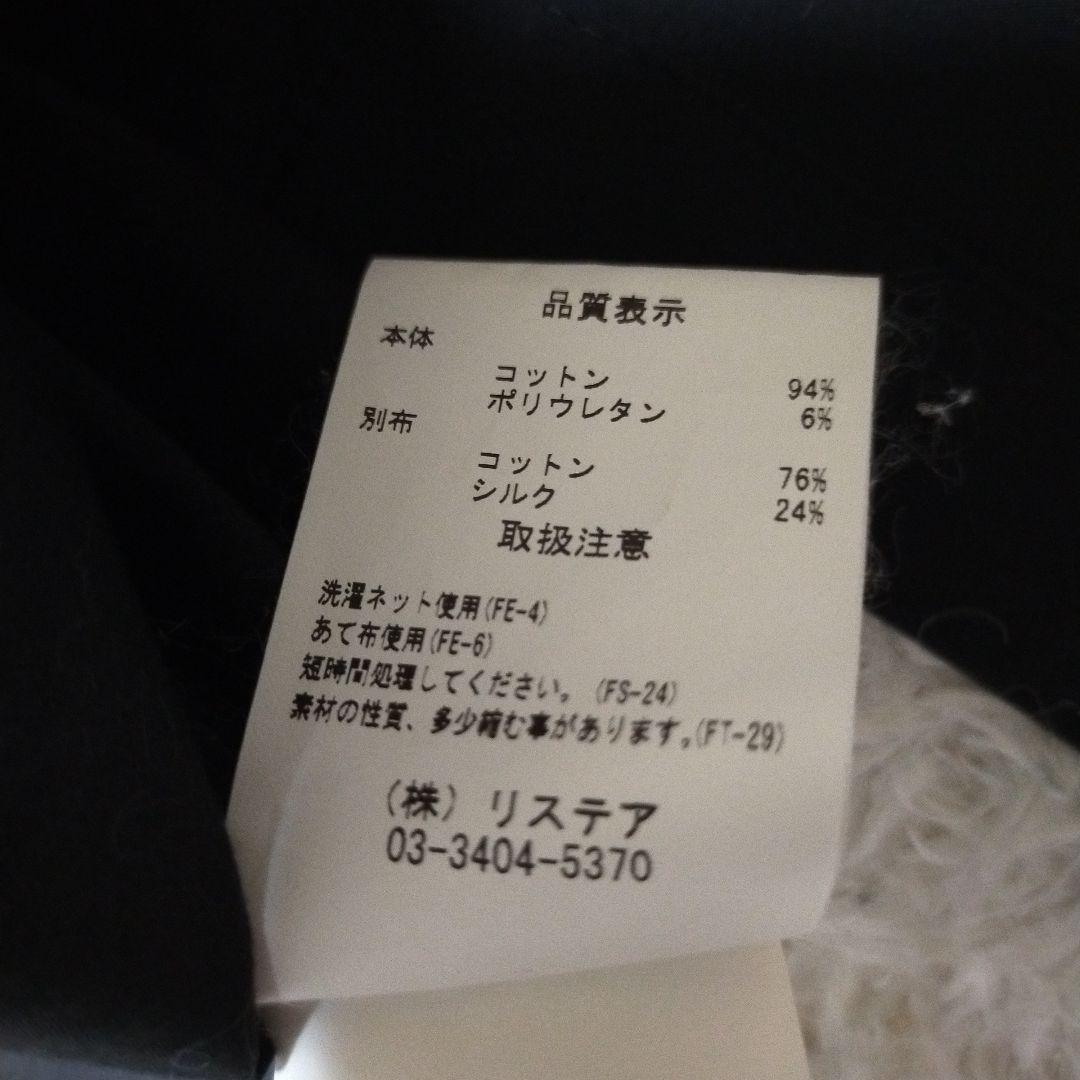 品質表示
本体
コットン 94%
ポリウレタン 6%
別布
コットン 76%
シルク 24%
取扱注意
洗濯ネット使用(FE-4)
あて布使用(FE-6)
短時間処理してください。(FS-24)
素材の性質、多少縮む事があります。(FT-29)
(株) リステア
03-3404-5370